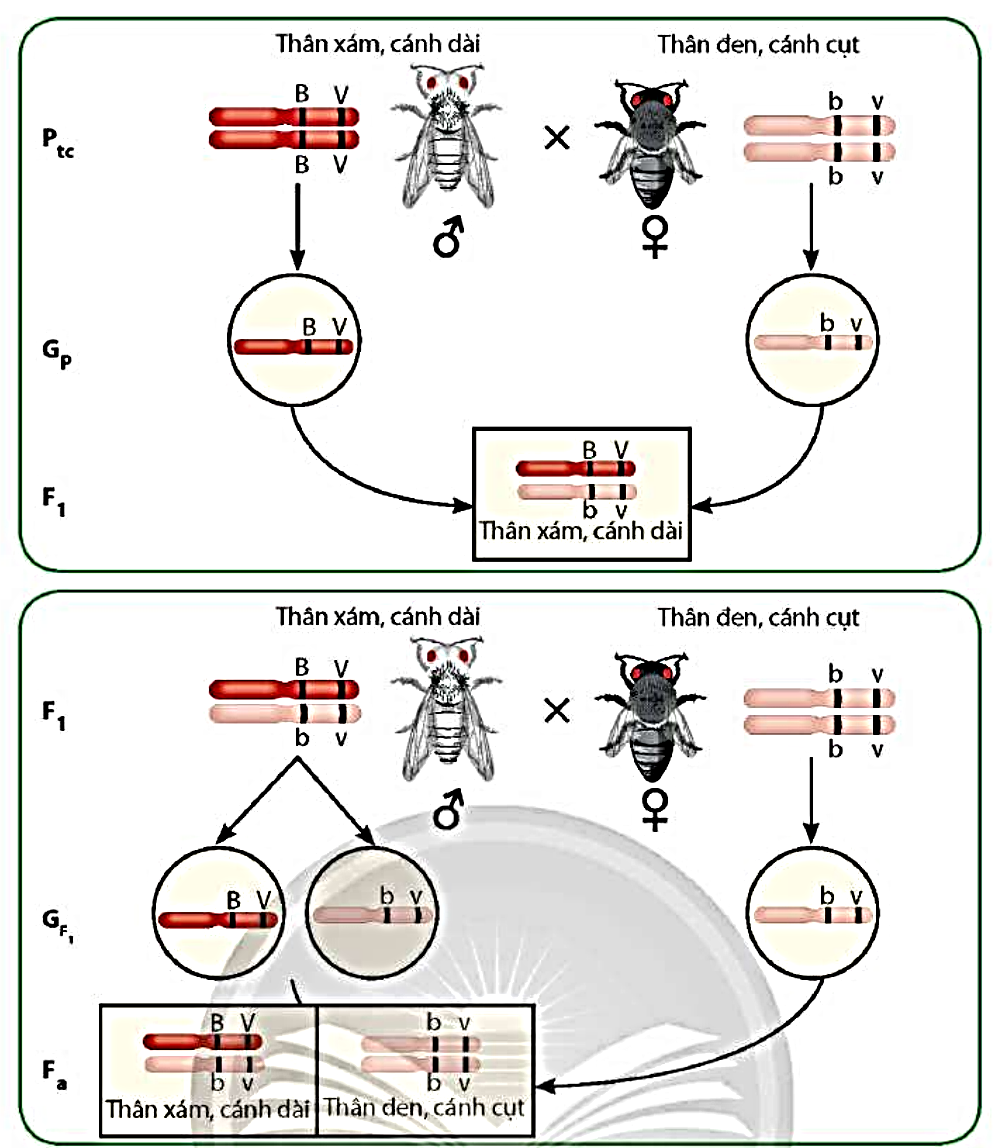 Thân xám, cánh dài Thân đen, cánh cụt
B V
b v
Ptc
×
B V
b v
♂ ♀
B V
b v
Gp
B V
F1
b v
Thân xám, cánh dài
Thân xám, cánh dài Thân đen, cánh cụt
B V
b v
F1
×
b v
b v
♂ ♀
B V
b v
b v
GF1
B V
b v
Fa
b v
b v
Thân xám, cánh dài Thân đen, cánh cụt